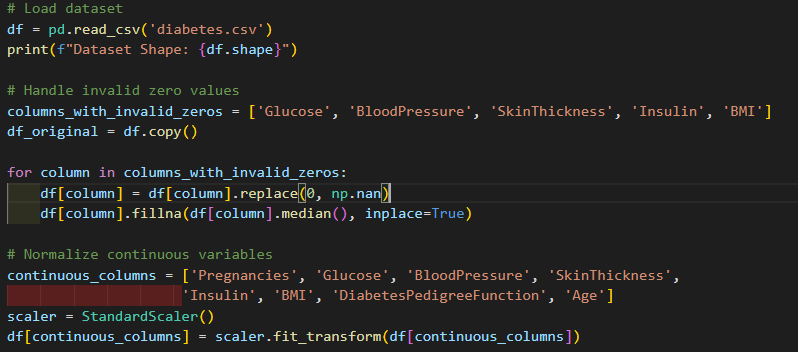 # Load dataset
df = pd.read_csv('diabetes.csv')
print(f"Dataset Shape: {df.shape}")
# Handle invalid zero values
columns_with_invalid_zeros = ['Glucose', 'BloodPressure', 'SkinThickness', 'Insulin', 'BMI']
df_original = df.copy()
for column in columns_with_invalid_zeros:
    df[column] = df[column].replace(0, np.nan)
    df[column].fillna(df[column].median(), inplace=True)
# Normalize continuous variables
continuous_columns = ['Pregnancies', 'Glucose', 'BloodPressure', 'SkinThickness',
                     'Insulin', 'BMI', 'DiabetesPedigreeFunction', 'Age']
scaler = StandardScaler()
df[continuous_columns] = scaler.fit_transform(df[continuous_columns])